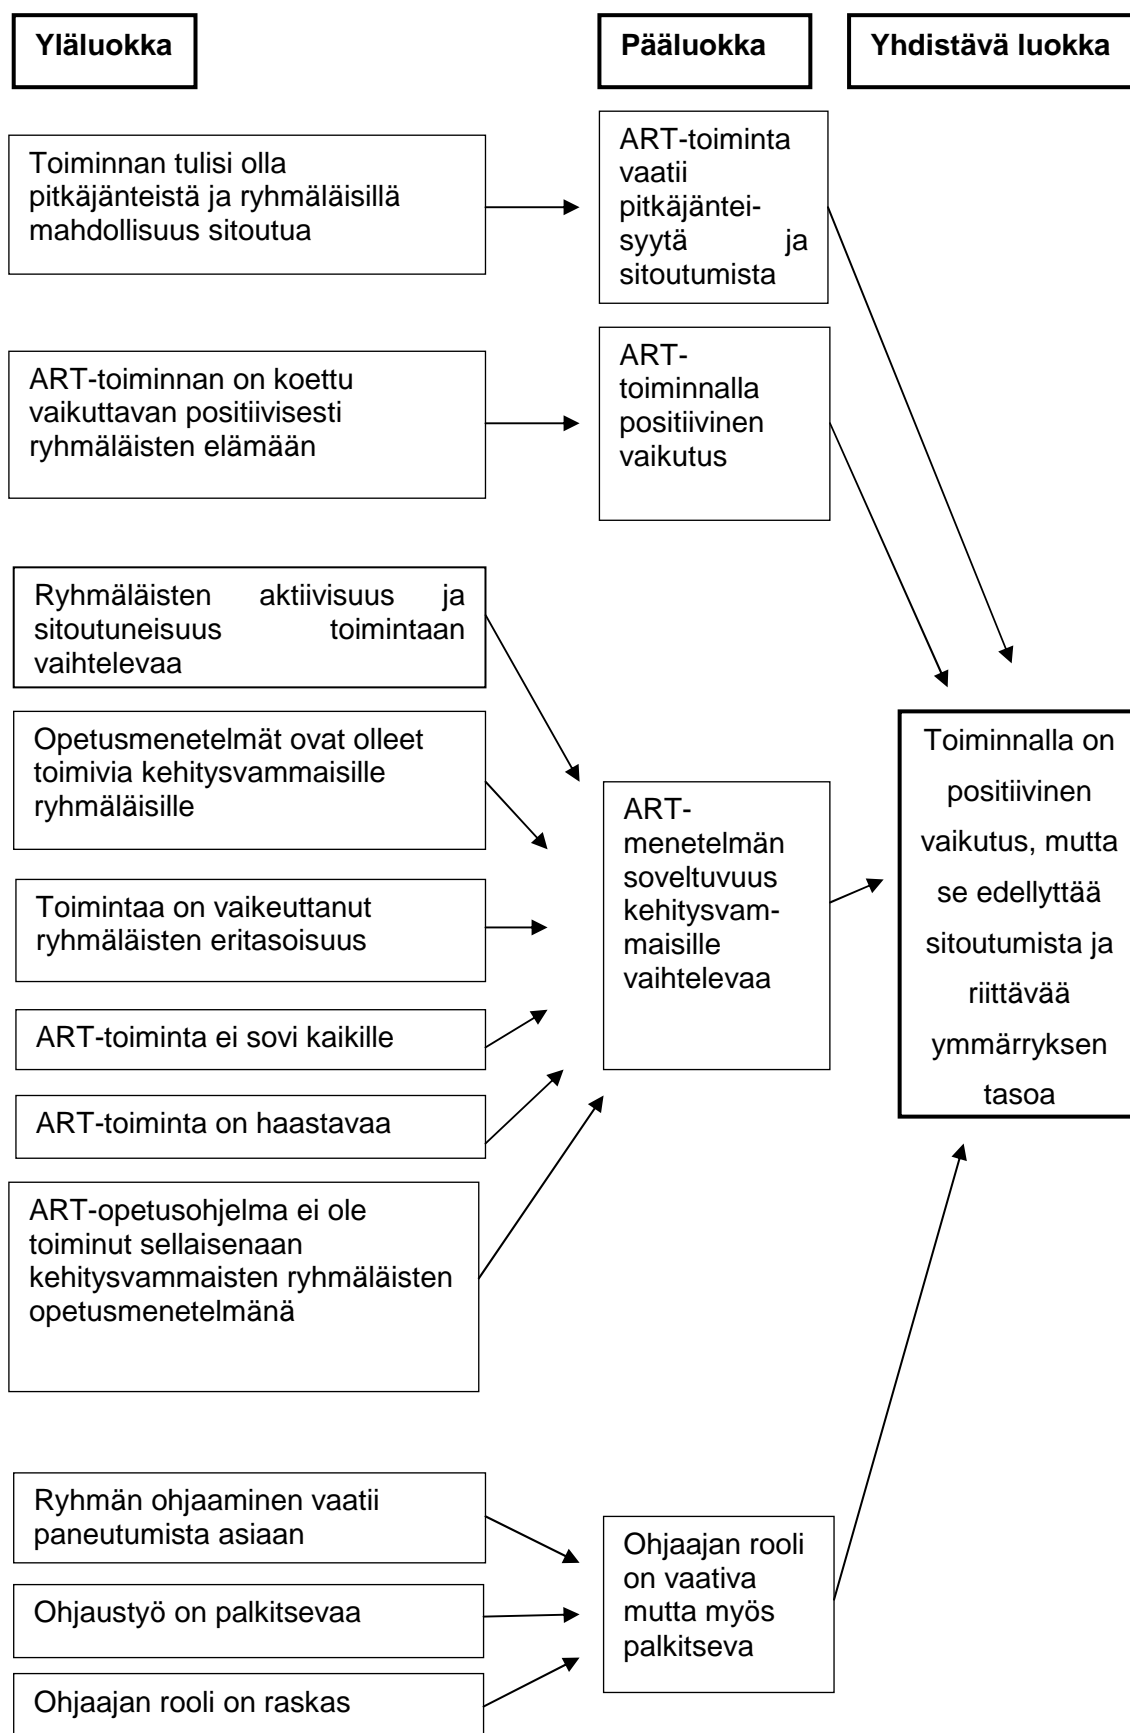 Yläluokka
Pääluokka
Yhdistävä luokka
Toiminnan tulisi olla
pitkäjänteistä ja ryhmäläisillä
mahdollisuus sitoutua
ART-toiminta
vaatii
pitkäjäntei-
syytä ja
sitoutumista
ART-toiminnan on koettu
vaikuttavan positiivisesti
ryhmäläisten elämään
ART-
toiminnalla
positiivinen
vaikutus
Ryhmäläisten aktiivisuus ja
sitoutuneisuus toimintaan
vaihtelevaa
Opetusmenetelmät ovat olleet
toimivia kehitysvammaisille
ryhmäläisille
Toimintaa on vaikeuttanut
ryhmäläisten eritasoisuus
ART-toiminta ei sovi kaikille
ART-toiminta on haastavaa
ART-opetusohjelma ei ole
toiminut sellaisenaan
kehitysvammaisten ryhmäläisten
opetusmenetelmänä
ART-
menetelmän
soveltuvuus
kehitysvam-
maisille
vaihtelevaa
Toiminnalla on
positiivinen
vaikutus, mutta
se edellyttää
sitoutumista ja
riittävää
ymmärryksen
tasoa
Ryhmän ohjaaminen vaatii
paneutumista asiaan
Ohjaustyö on palkitsevaa
Ohjaajan rooli on raskas
Ohjaajan rooli
on vaativa
mutta myös
palkitseva